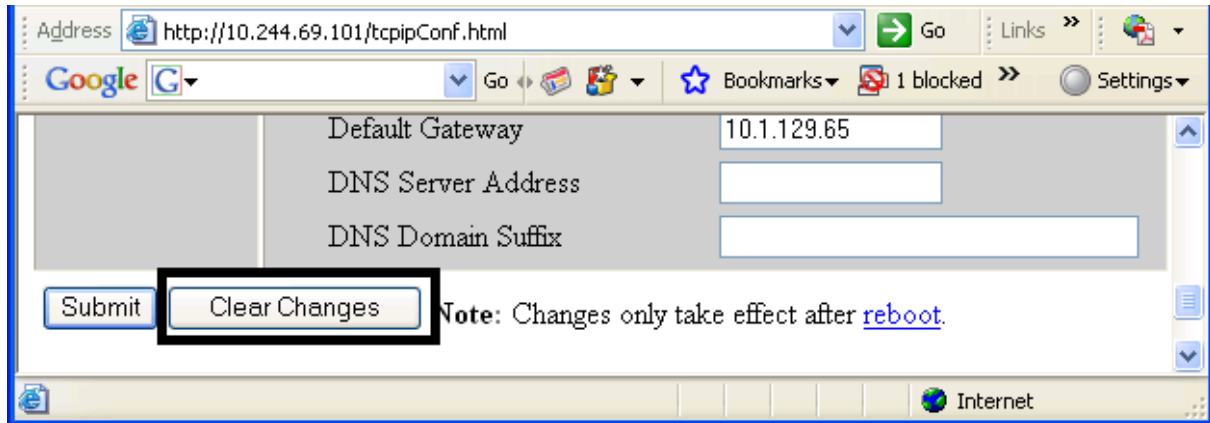 Address http://10.244.69.101/tcpipConf.html Go Links »
Google G Go Bookmarks 1 blocked » Settings
Default Gateway 10.1.129.65
DNS Server Address
DNS Domain Suffix
Submit Clear Changes Note: Changes only take effect after reboot.
Internet